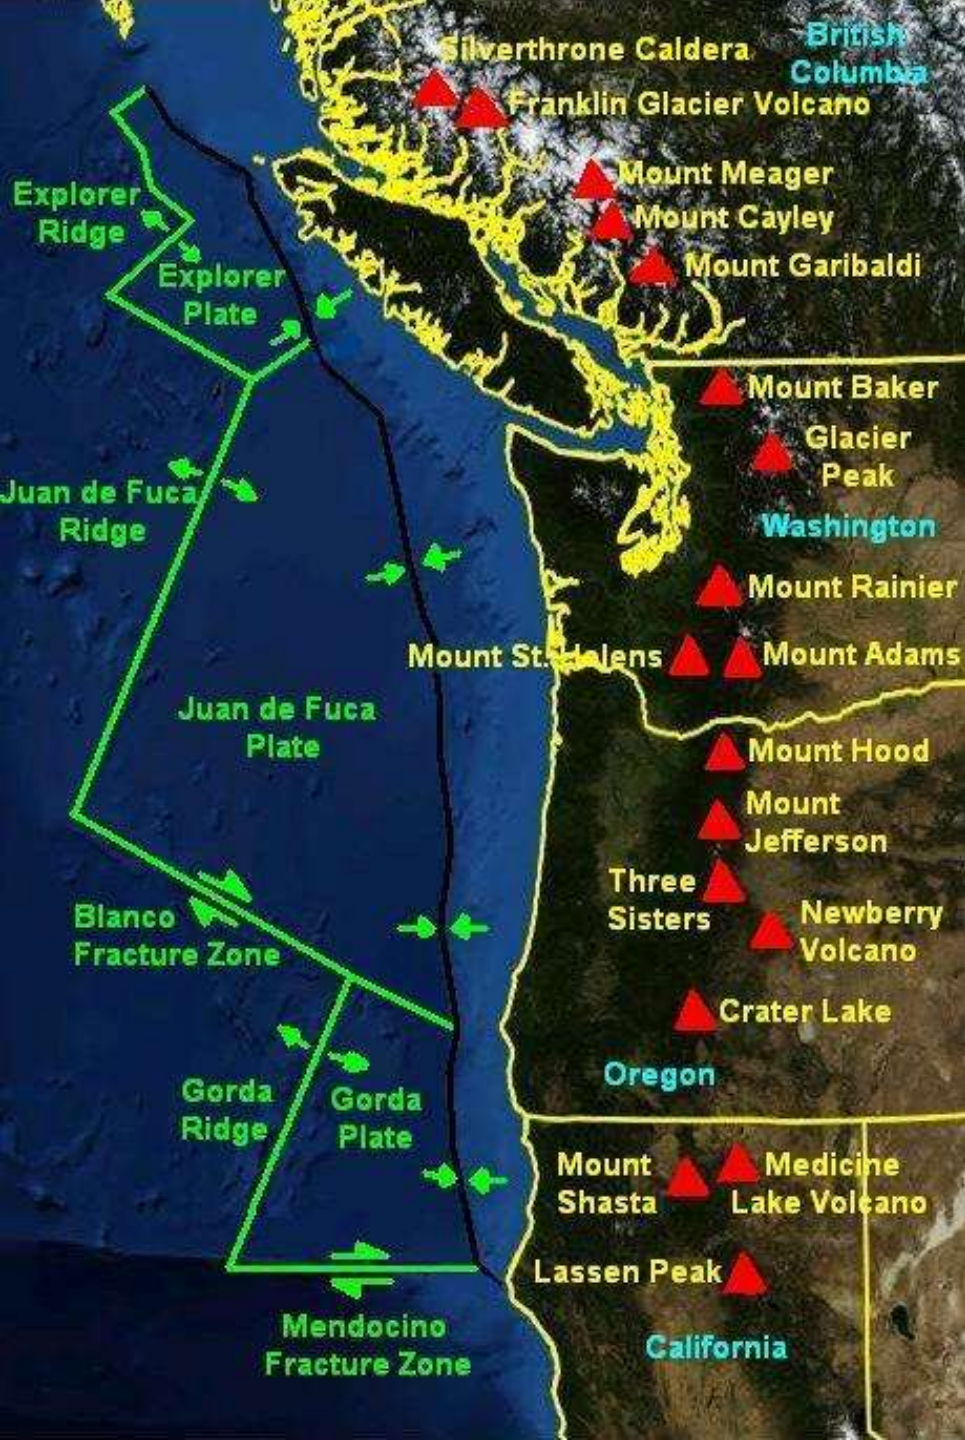 Silverthrone Caldera
British
Columbia
Franklin Glacier Volcano
Mount Meager
Explorer
Ridge
Mount Cayley
Mount Garibaldi
Explorer
Plate
Mount Baker
Glacier
Peak
Juan de Fuca
Ridge
Washington
Mount Rainier
Mount St. Helens
Mount Adams
Juan de Fuca
Plate
Mount Hood
Mount
Jefferson
Three
Sisters
Blanco
Fracture Zone
Newberry
Volcano
Crater Lake
Oregon
Gorda
Ridge
Gorda
Plate
Mount
Shasta
Medicine
Lake Volcano
Lassen Peak
Mendocino
Fracture Zone
California